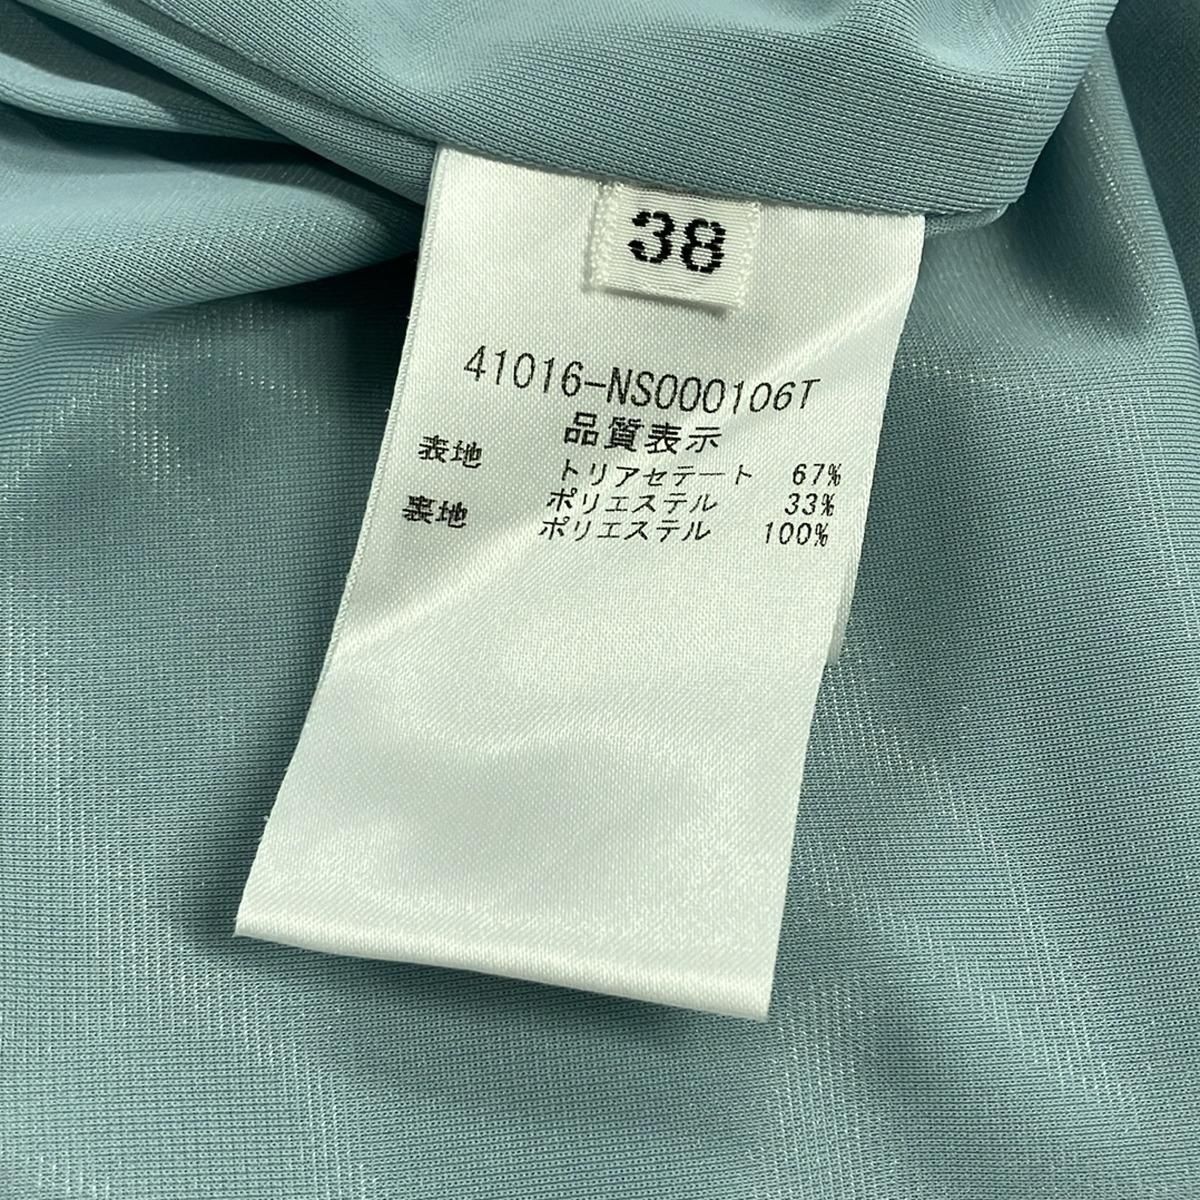 38
41016-NS000106T
品質表示
表地 トリアセテート 67%
ポリエステル 33%
裏地 ポリエステル 100%